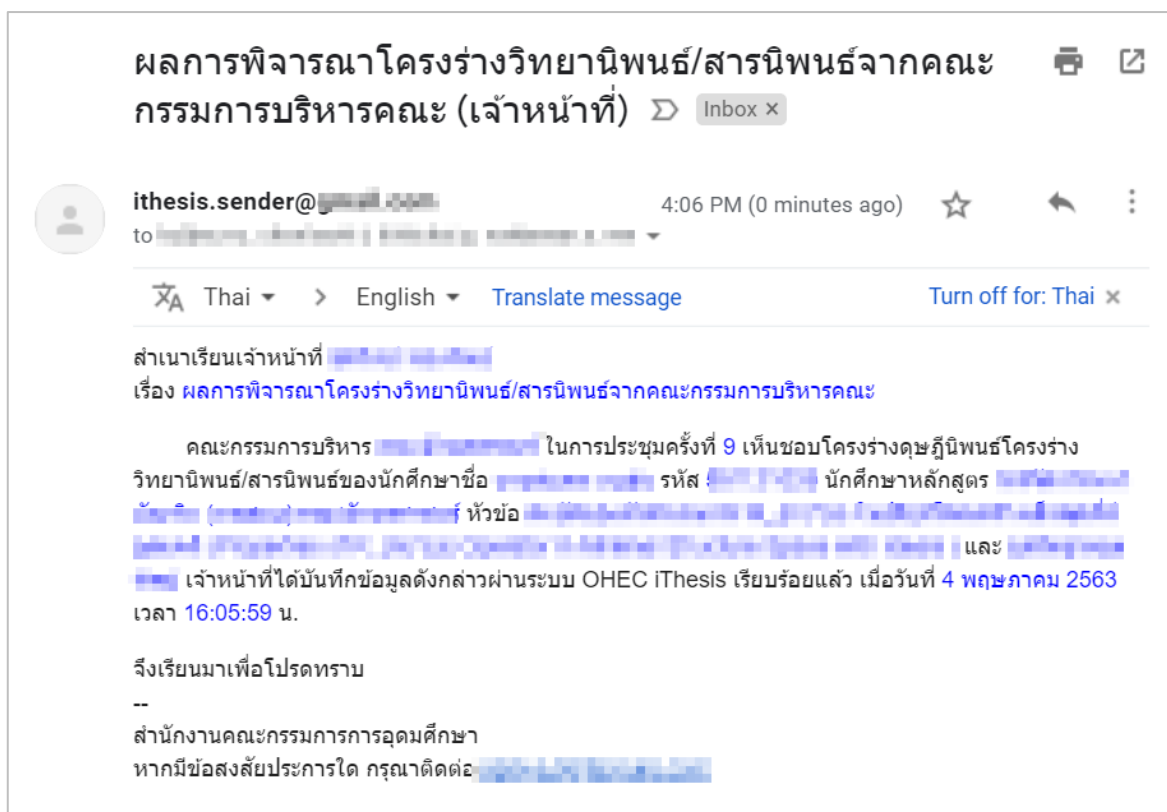 ผลการพิจารณาโครงร่างวิทยานิพนธ์/สารนิพนธ์จากคณะ
กรรมการบริหารคณะ (เจ้าหน้าที่) Inbox ×
ithesis.sender@ 4:06 PM (0 minutes ago)
to
Thai > English Translate message Turn off for: Thai ×
สำเนาเรียนเจ้าหน้าที่
เรื่อง ผลการพิจารณาโครงร่างวิทยานิพนธ์/สารนิพนธ์จากคณะกรรมการบริหารคณะ
คณะกรรมการบริหาร ในการประชุมครั้งที่ 9 เห็นชอบโครงร่างดุษฎีนิพนธ์โครงร่าง
วิทยานิพนธ์/สารนิพนธ์ของนักศึกษาชื่อ รหัส นักศึกษาหลักสูตร
หัวข้อ
และ
เจ้าหน้าที่ได้บันทึกข้อมูลดังกล่าวผ่านระบบ OHEC iThesis เรียบร้อยแล้ว เมื่อวันที่ 4 พฤษภาคม 2563
เวลา 16:05:59 น.
จึงเรียนมาเพื่อโปรดทราบ
--
สำนักงานคณะกรรมการการอุดมศึกษา
หากมีข้อสงสัยประการใด กรุณาติดต่อ